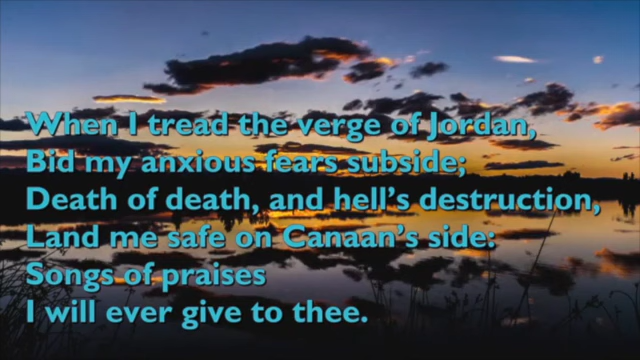 When I tread the verge of Jordan,
Bid my anxious fears subside;
Death of death, and hell’s destruction,
Land me safe on Canaan’s side:
Songs of praises
I will ever give to thee.